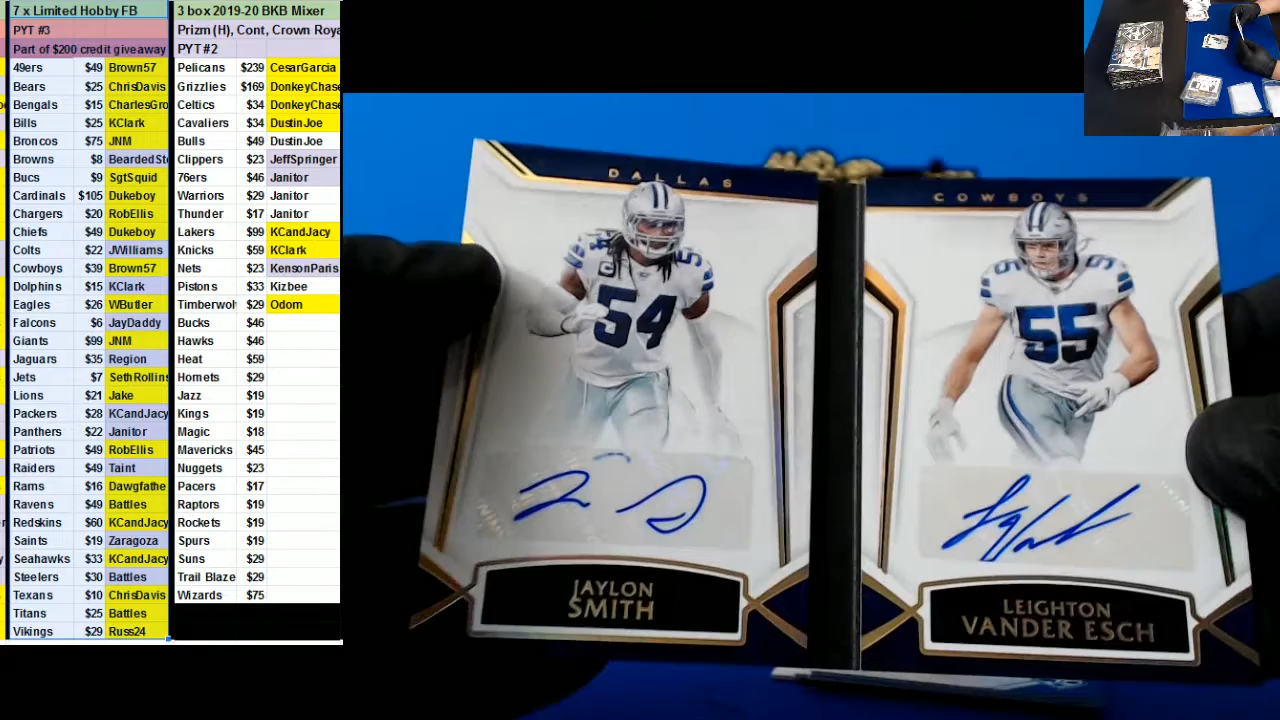 7 x Limited Hobby FB
PYT #3
Part of $200 credit giveaway
49ers $49 Brown57
Bears $25 ChrisDavis
Bengals $15 CharlesGro
Bills $25 KClark
Broncos $75 JNM
Browns $8 BeardedSt
Bucs $9 SgtSquid
Cardinals $105 Dukeboy
Chargers $20 RobEllis
Chiefs $49 Dukeboy
Colts $22 JWilliams
Cowboys $39 Brown57
Dolphins $15 KClark
Eagles $26 WButler
Falcons $6 JayDaddy
Giants $99 JNM
Jaguars $35 Region
Jets $7 SethRollins
Lions $21 Jake
Packers $28 KCandJacy
Panthers $22 Janitor
Patriots $49 RobEllis
Raiders $49 Taint
Rams $16 Dawgfathe
Ravens $49 Battles
Redskins $60 KCandJacy
Saints $19 Zaragoza
Seahawks $33 KCandJacy
Steelers $30 Battles
Texans $10 ChrisDavis
Titans $25 Battles
Vikings $29 Russ24
3 box 2019-20 BKB Mixer
Prizm (H), Cont, Crown Roya
PYT #2
Pelicans $239 CesarGarcia
Grizzlies $169 DonkeyChase
Celtics $34 DonkeyChase
Cavaliers $34 DustinJoe
Bulls $49 DustinJoe
Clippers $23 JeffSpringer
76ers $46 Janitor
Warriors $29 Janitor
Thunder $17 Janitor
Lakers $99 KCandJacy
Knicks $59 KClark
Nets $23 KensonParis
Pistons $33 Kizbee
Timberwol $29 Odom
Bucks $46
Hawks $46
Heat $59
Hornets $29
Jazz $19
Kings $19
Magic $18
Mavericks $45
Nuggets $23
Pacers $17
Raptors $19
Rockets $19
Spurs $19
Suns $29
Trail Blaze $29
Wizards $75
DALLAS
54
54
JAYLON
SMITH
COWBOYS
55
55
LEIGHTON
VANDER ESCH